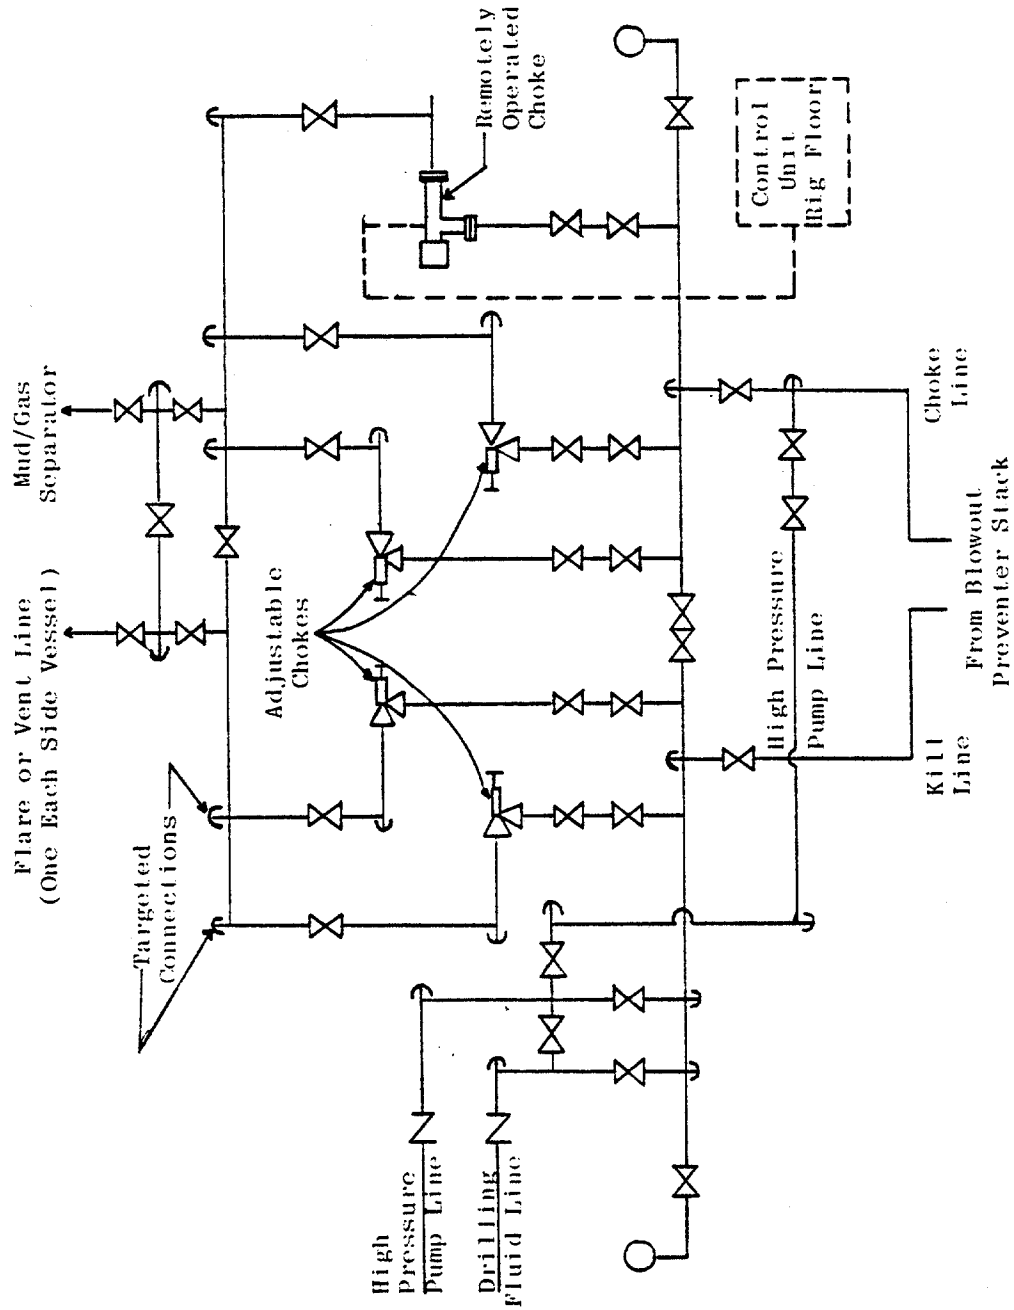 Flare or Vent Line
(One Each Side Vessel)
Mud/Gas
Separator
Targeted
Connections
Adjustable
Chokes
Remotely
Operated
Choke
High
Pressure
Pump Line
Drilling
Fluid Line
High Pressure
Pump Line
Control
Unit
Rig Floor
Kill
Line
Choke
Line
From Blowout
Preventer Stack